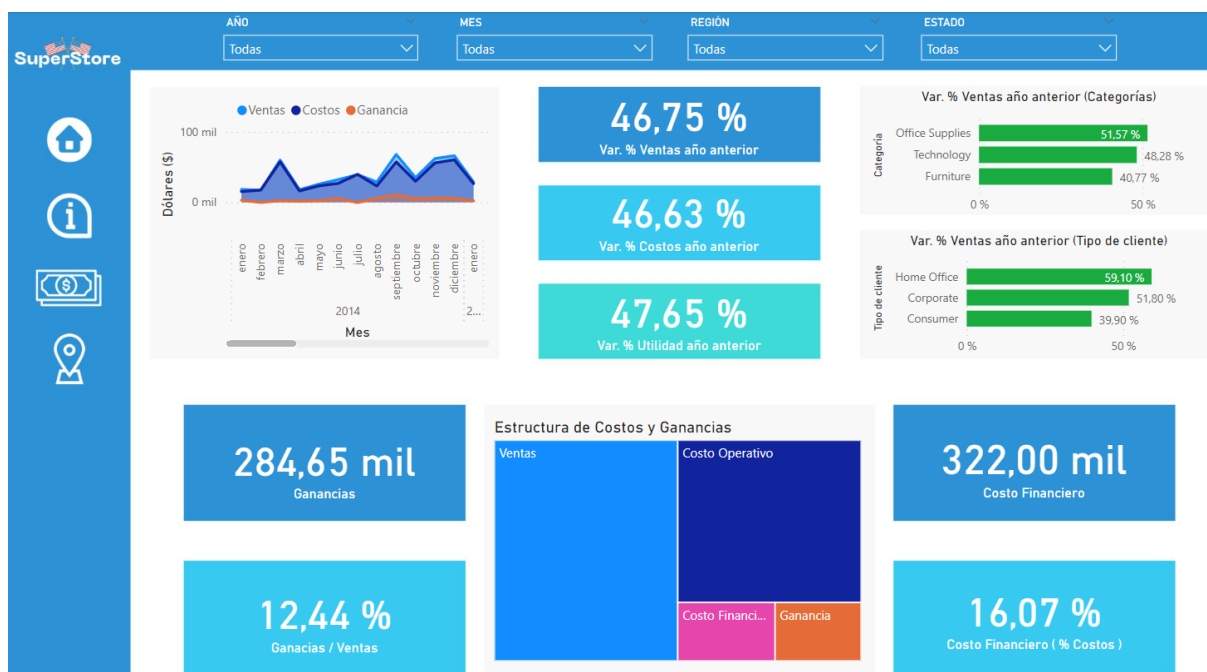 SuperStore
AÑO
Todas
MES
Todas
REGIÓN
Todas
ESTADO
Todas
Ventas Costos Ganancia
100 mil
0 mil
Dólares ($)
enero
febrero
marzo
abril
mayo
junio
julio
agosto
septiembre
octubre
noviembre
diciembre
enero
2014
2...
Mes
46,75 %
Var. % Ventas año anterior
46,63 %
Var. % Costos año anterior
47,65 %
Var. % Utilidad año anterior
Var. % Ventas año anterior (Categorías)
Categoría
Office Supplies 51,57 %
Technology 48,28 %
Furniture 40,77 %
0 % 50 %
Var. % Ventas año anterior (Tipo de cliente)
Tipo de cliente
Home Office 59,10 %
Corporate 51,80 %
Consumer 39,90 %
0 % 50 %
284,65 mil
Ganancias
12,44 %
Ganacias / Ventas
Estructura de Costos y Ganancias
Ventas
Costo Operativo
Costo Financi...
Ganancia
322,00 mil
Costo Financiero
16,07 %
Costo Financiero ( % Costos )